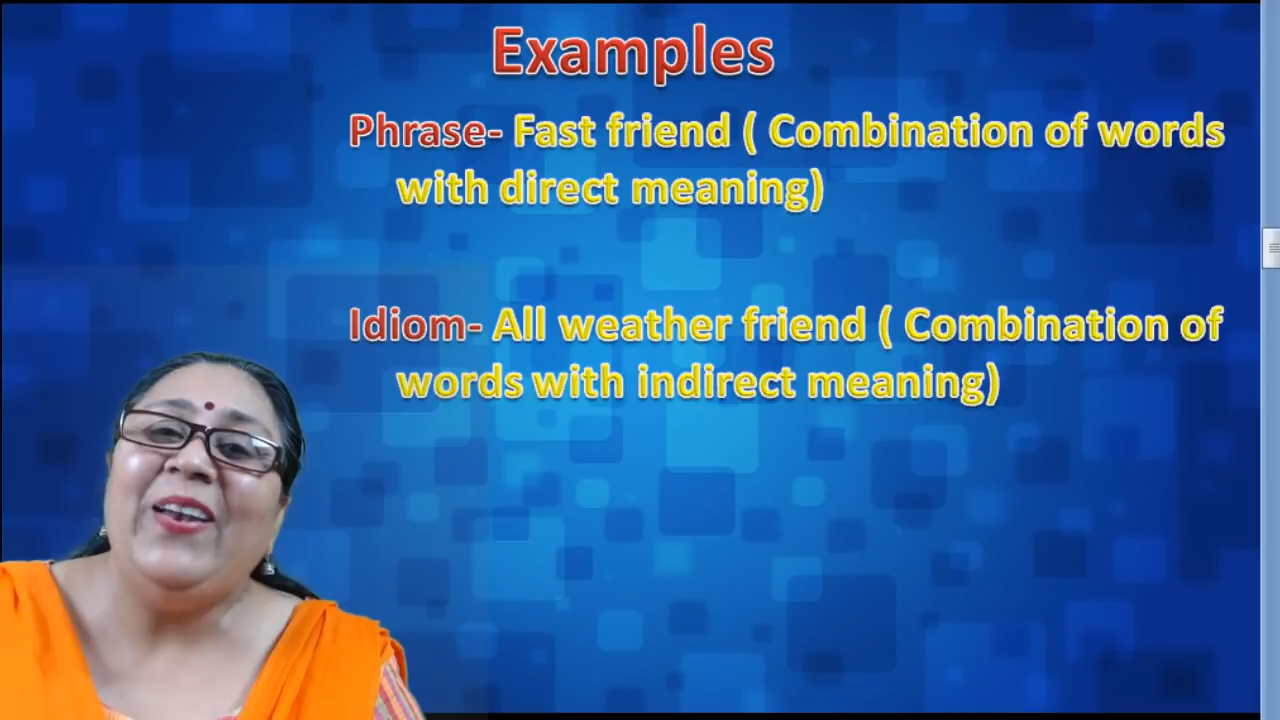 Examples
Phrase- Fast friend ( Combination of words
with direct meaning)
Idiom- All weather friend ( Combination of
words with indirect meaning)